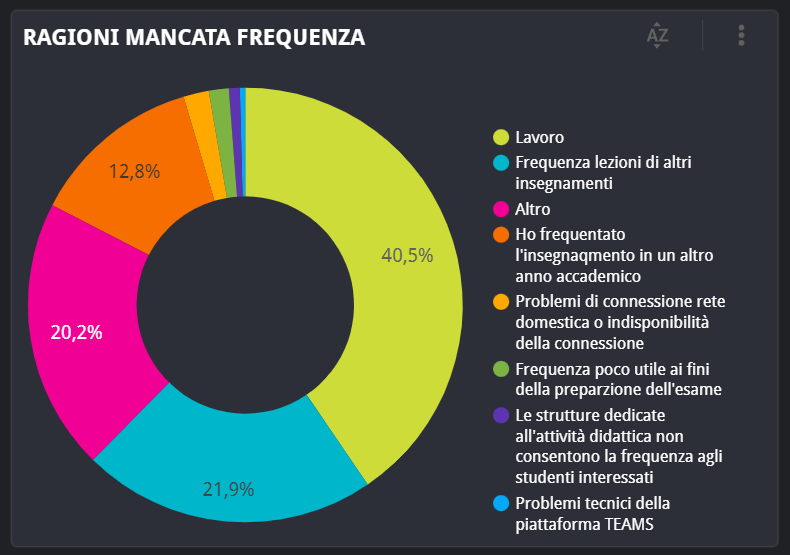 RAGIONI MANCATA FREQUENZA
AZ
12,8%
40,5%
20,2%
21,9%
Lavoro
Frequenza lezioni di altri
insegnamenti
Altro
Ho frequentato
l'insegnaqmento in un altro
anno accademico
Problemi di connessione rete
domestica o indisponibilità
della connessione
Frequenza poco utile ai fini
della preparzione dell'esame
Le strutture dedicate
all'attività didattica non
consentono la frequenza agli
studenti interessati
Problemi tecnici della
piattaforma TEAMS